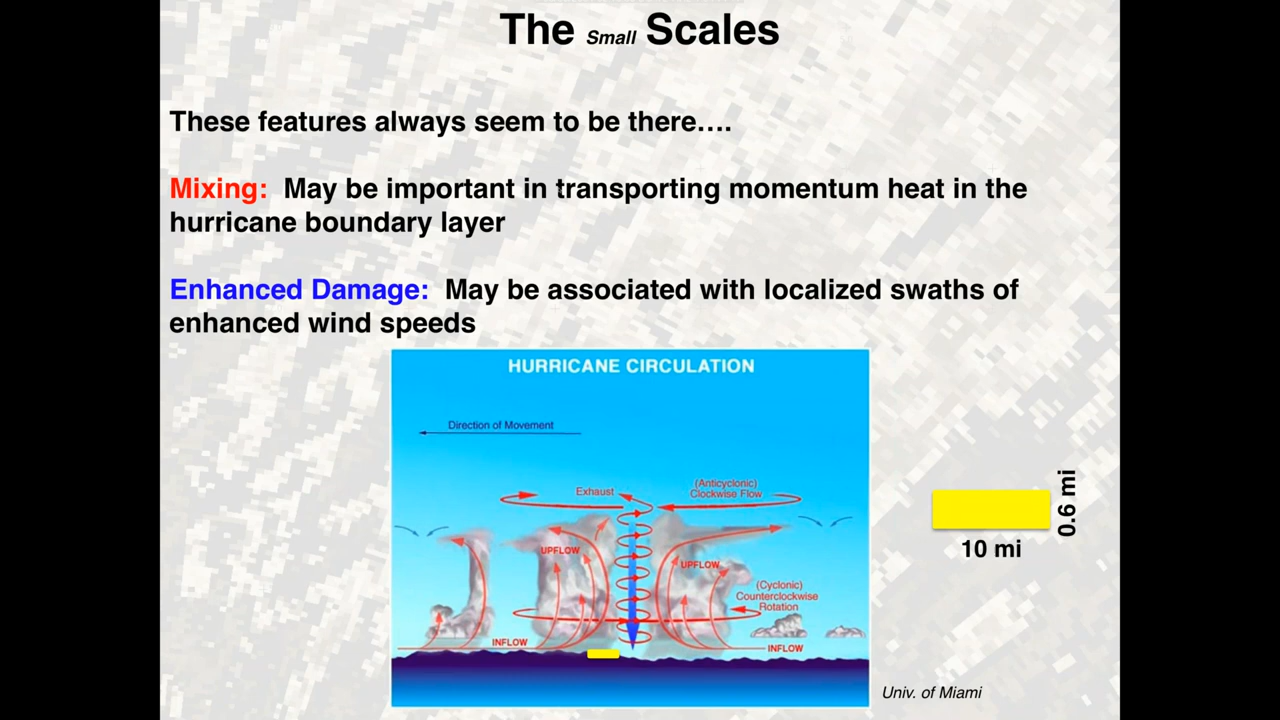 The Small Scales
These features always seem to be there….
Mixing: May be important in transporting momentum heat in the
hurricane boundary layer
Enhanced Damage: May be associated with localized swaths of
enhanced wind speeds
HURRICANE CIRCULATION
Direction of Movement
Exhaust
(Anticyclonic)
Clockwise Flow
UPFLOW
UPFLOW
(Cyclonic)
Counterclockwise
Rotation
INFLOW
INFLOW
0.6 mi
10 mi
Univ. of Miami